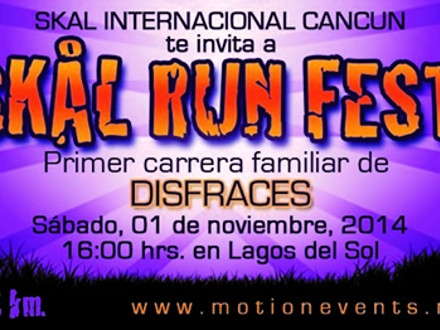 SKAL INTERNACIONAL CANCUN
te invita a
SKÅL RUN FEST
Primer carrera familiar de
DISFRACES
Sábado, 01 de noviembre, 2014
16:00 hrs. en Lagos del Sol
km. www.motionevents.